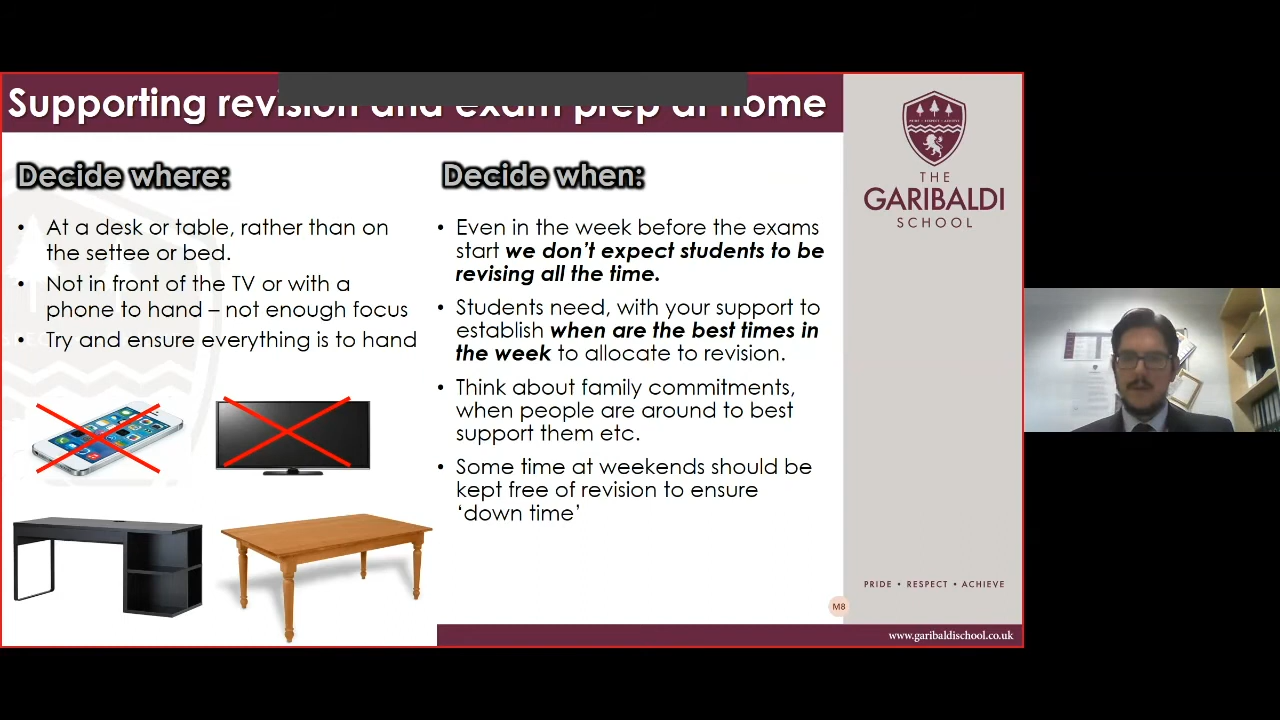 Supporting revision and exam prep at home
Decide where:
• At a desk or table, rather than on
the settee or bed.
• Not in front of the TV or with a
phone to hand – not enough focus
• Try and ensure everything is to hand
Decide when:
• Even in the week before the exams
start we don’t expect students to be
revising all the time.
• Students need, with your support to
establish when are the best times in
the week to allocate to revision.
• Think about family commitments,
when people are around to best
support them etc.
• Some time at weekends should be
kept free of revision to ensure
‘down time’
PRIDE • RESPECT • ACHIEVE
THE
GARIBALDI
SCHOOL
PRIDE • RESPECT • ACHIEVE
M8
www.garibaldischool.co.uk